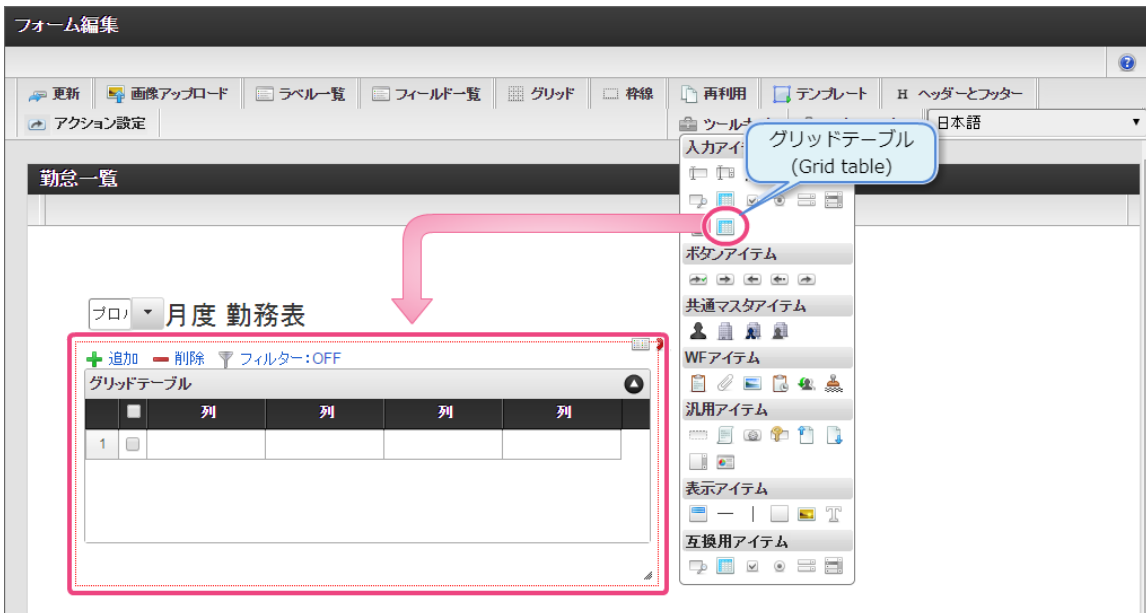 フォーム編集
更新 画像アップロード ラベル一覧 フィールド一覧 グリッド 枠線 再利用 テンプレート H ヘッダーとフッター
アクション設定 日本語
グリッドテーブル
(Grid table)
勤怠一覧
ボタンアイテム
共通マスタアイテム
月度 勤務表
WFアイテム
追加 削除 フィルター:OFF
グリッドテーブル
列 列 列 列
汎用アイテム
1
表示アイテム
互換用アイテム